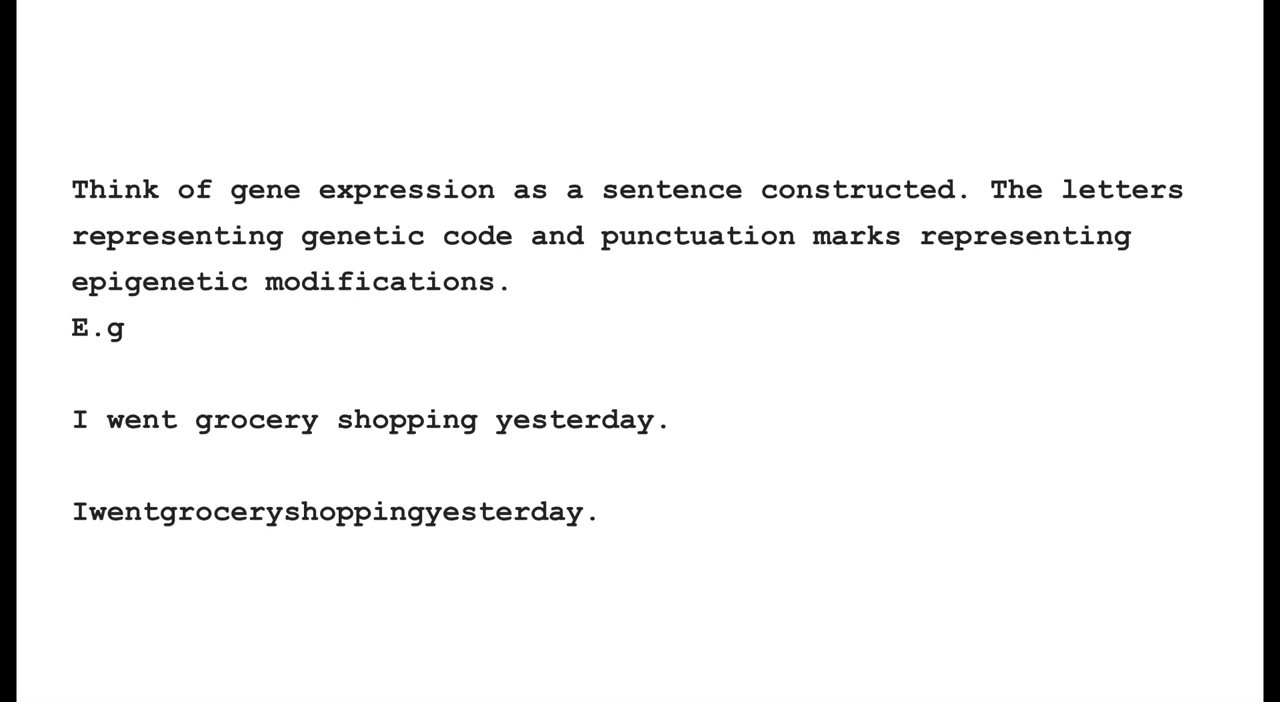 Think of gene expression as a sentence constructed. The letters
representing genetic code and punctuation marks representing
epigenetic modifications.
E.g
I went grocery shopping yesterday.
Iwentgroceryshoppingyesterday.